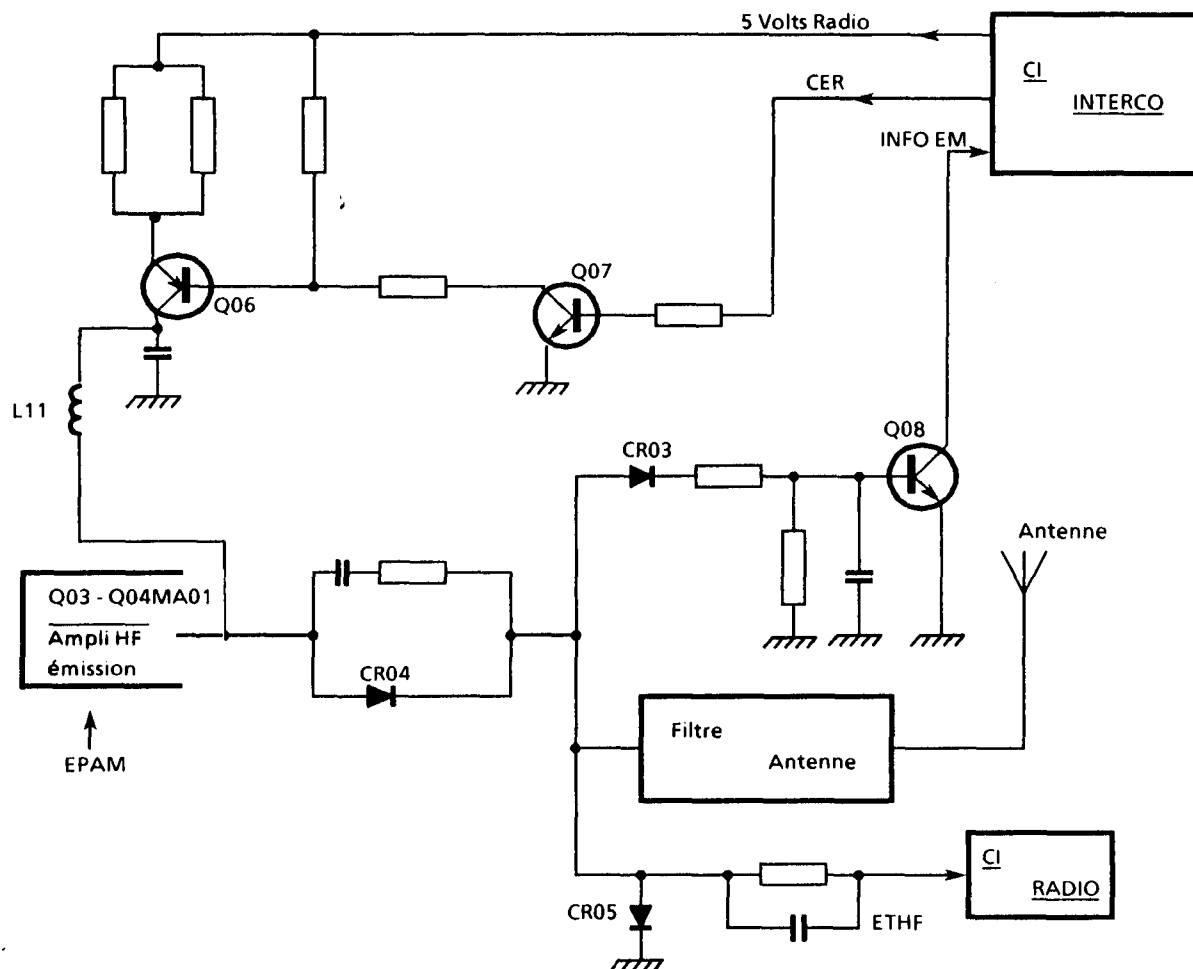 5 Volts Radio
CI
INTERCO
CER
INFO EM
Q06
Q07
L11
Q08
CR03
Antenne
Q03 - Q04MA01
Ampli HF
émission
CR04
EPAM
Filtre
Antenne
CI
RADIO
CR05
ETHF